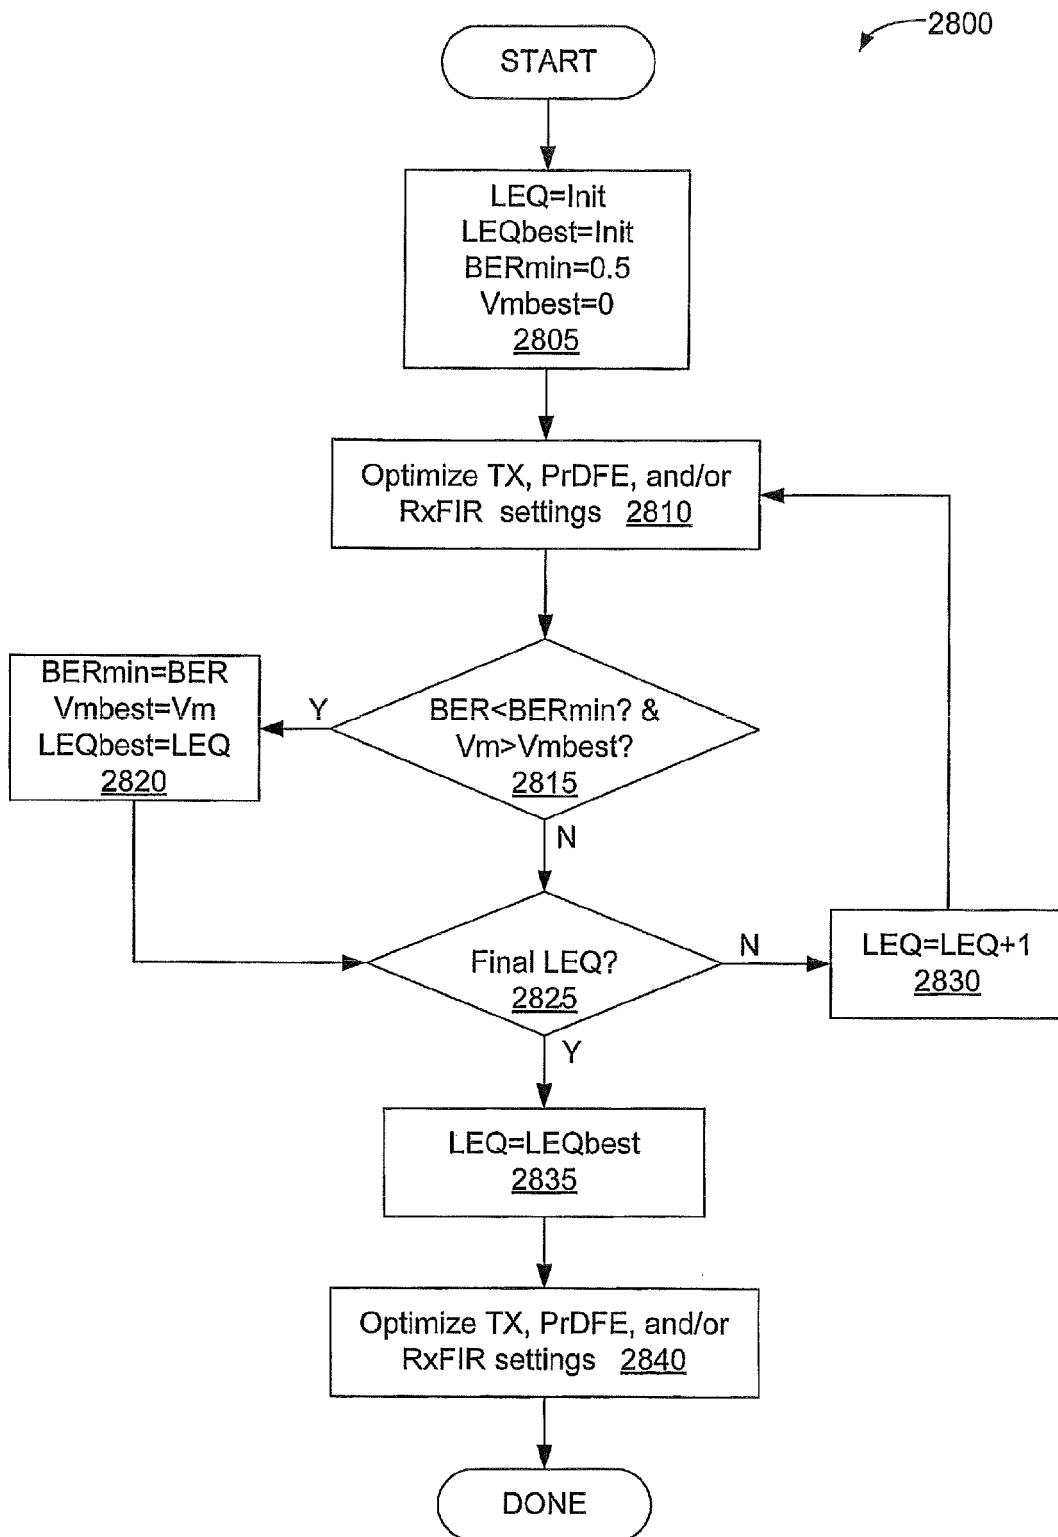 2800
START
LEQ=Init
LEQbest=Init
BERmin=0.5
Vmbest=0
2805
Optimize TX, PrDFE, and/or
RxFIR settings 2810
BERmin=BER
Vmbest=Vm
LEQbest=LEQ
2820
Y
BER<BERmin? &
Vm>Vmbest?
2815
N
Final LEQ?
2825
N
LEQ=LEQ+1
2830
Y
LEQ=LEQbest
2835
Optimize TX, PrDFE, and/or
RxFIR settings 2840
DONE